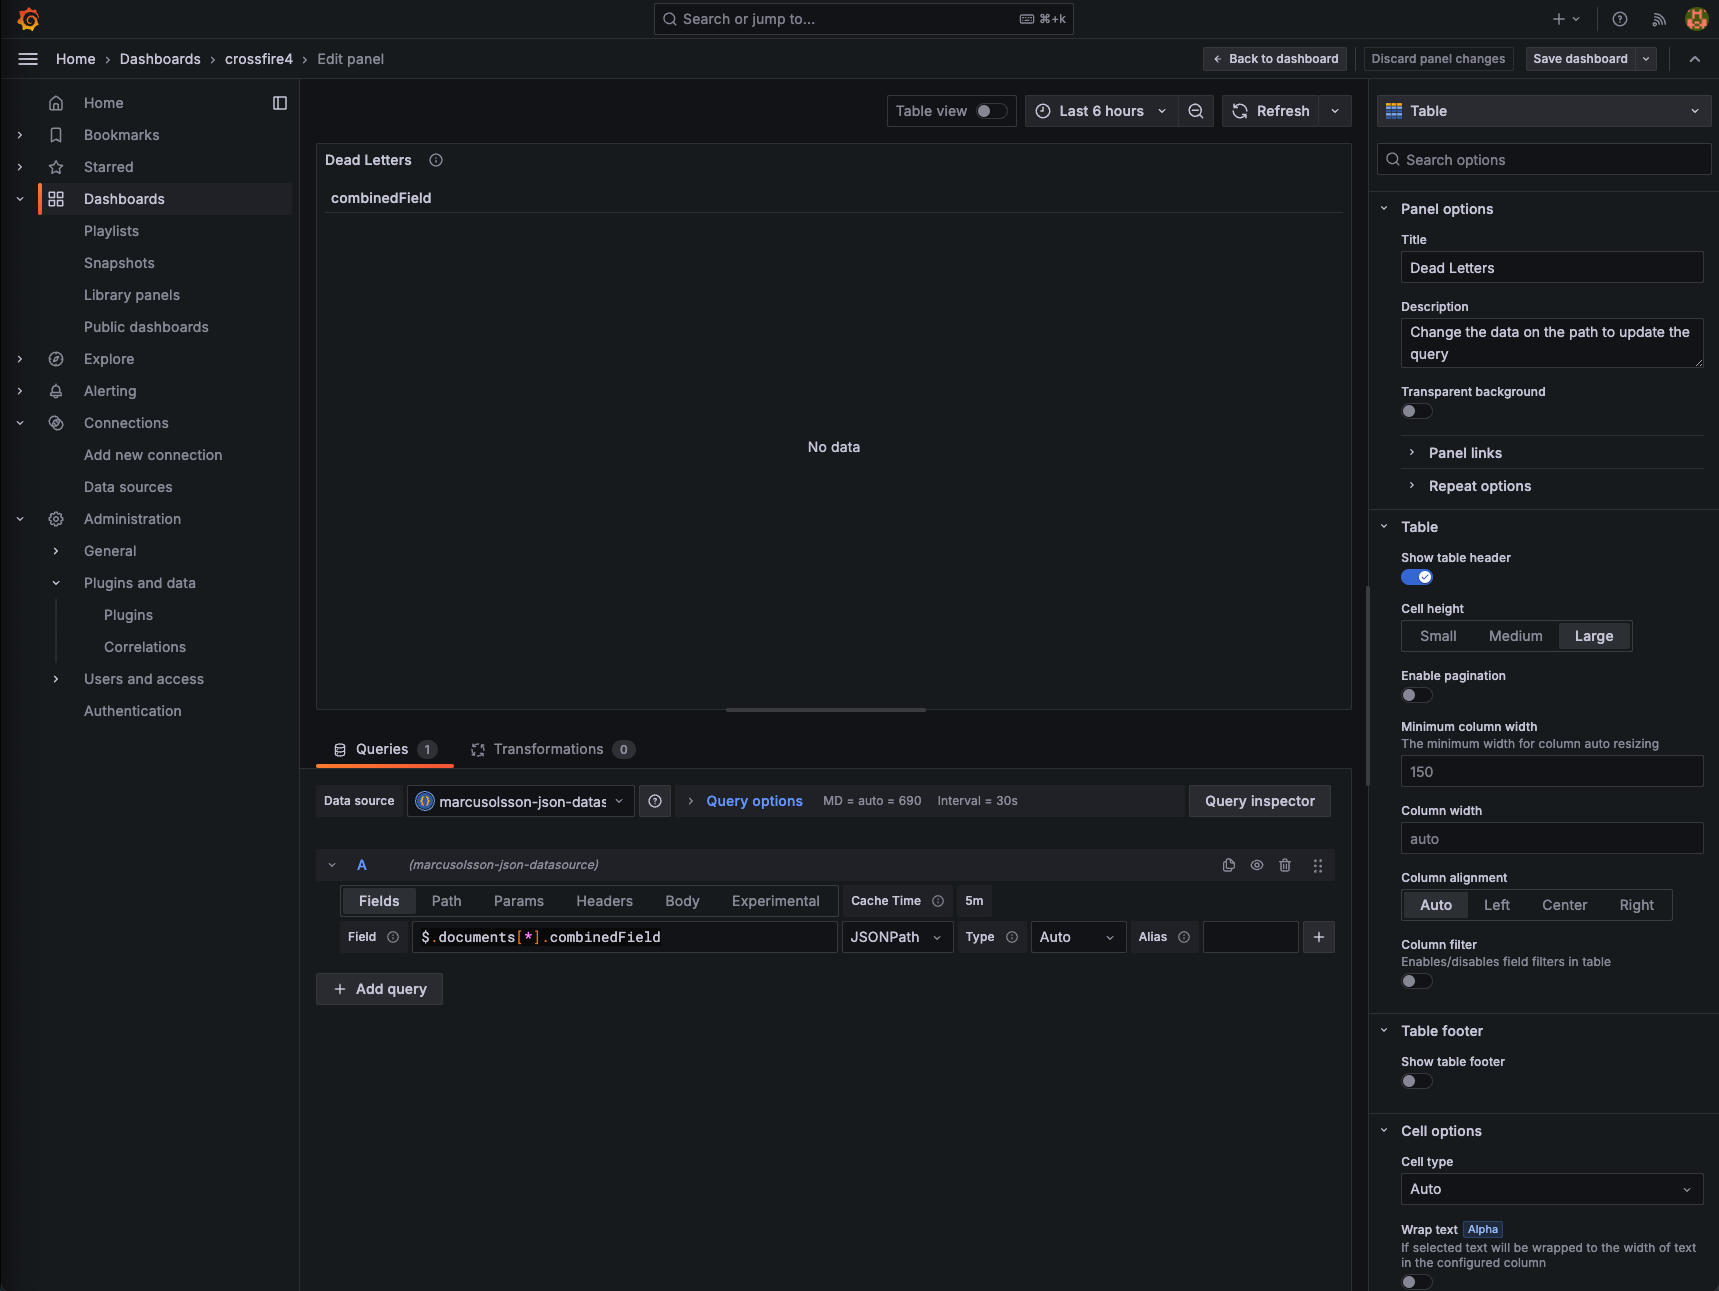 Search or jump to...
⌘+k
Home › Dashboards › crossfire4 › Edit panel
Back to dashboard
Discard panel changes
Save dashboard
Home
Bookmarks
Starred
Dashboards
Playlists
Snapshots
Library panels
Public dashboards
Explore
Alerting
Connections
Add new connection
Data sources
Administration
General
Plugins and data
Plugins
Correlations
Users and access
Authentication
Table view
Last 6 hours
Refresh
Dead Letters
combinedField
No data
Queries 1
Transformations 0
Data source
marcusolsson-json-datas
Query options
MD = auto = 690
Interval = 30s
Query inspector
A
(marcusolsson-json-datasource)
Fields
Path
Params
Headers
Body
Experimental
Cache Time
5m
Field
$.documents[*].combinedField
JSONPath
Type
Auto
Alias
+ Add query
Table
Search options
Panel options
Title
Dead Letters
Description
Change the data on the path to update the
query
Transparent background
Panel links
Repeat options
Table
Show table header
Cell height
Small
Medium
Large
Enable pagination
Minimum column width
The minimum width for column auto resizing
150
Column width
auto
Column alignment
Auto
Left
Center
Right
Column filter
Enables/disables field filters in table
Table footer
Show table footer
Cell options
Cell type
Auto
Wrap text Alpha
If selected text will be wrapped to the width of text
in the configured column